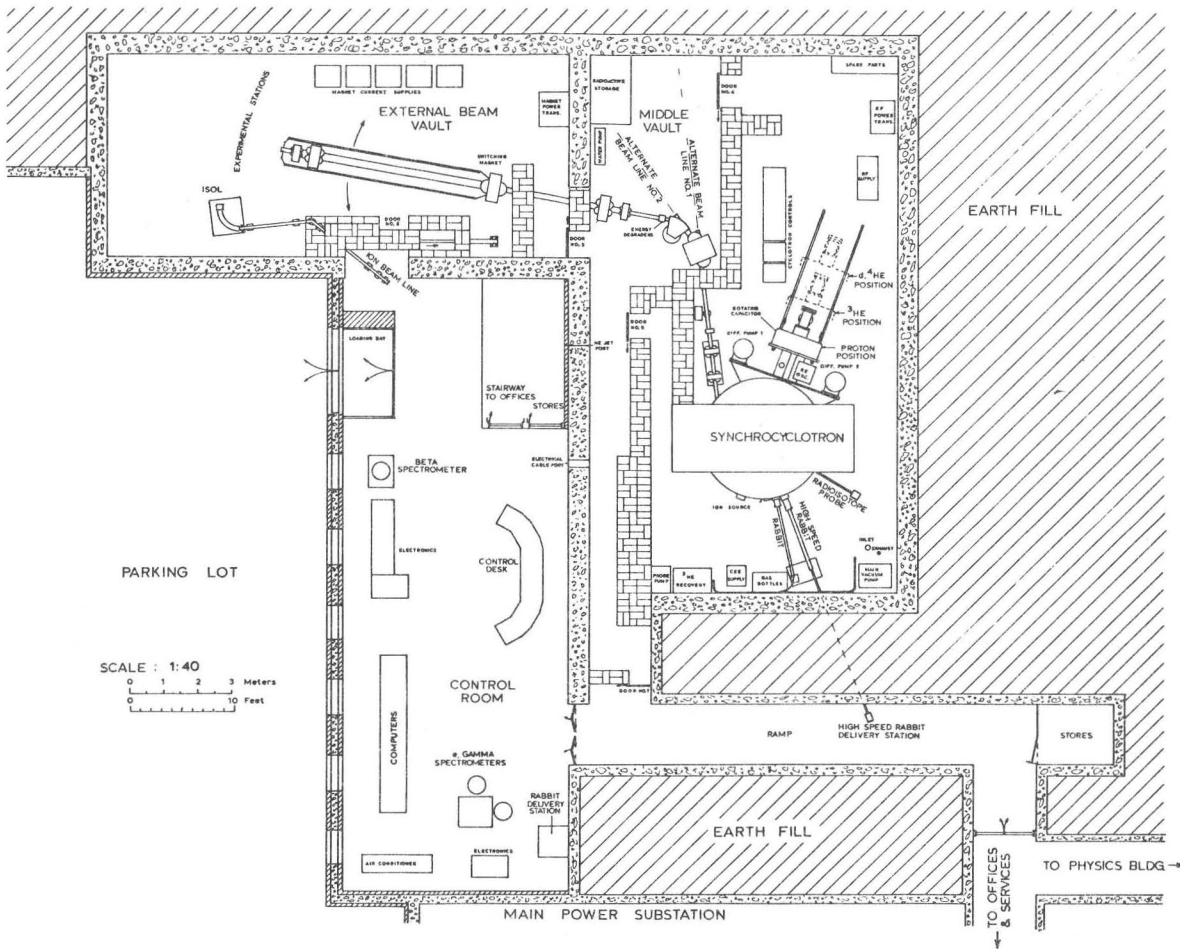 MAGNET CURRENT SUPPLIES
EXPERIMENTAL STATIONS
EXTERNAL BEAM
VAULT
MAGNET
POWER
TRANS.
SWITCHING
MAGNET
ISOL
DOOR
NO. 5
ION BEAM LINE
RADIOACTIVE
STORAGE
WATER PUMP
MIDDLE
VAULT
ALTERNATE
BEAM LINE NO. 2
ALTERNATE BEAM
LINE NO. 1
ENERGY
DEGRADERS
DOOR
SPARE PARTS
RF
POWER
TRANS.
RF
SUPPLY
CYCLOTRON CONTROLS
EARTH FILL
d, ⁴HE
POSITION
³HE
POSITION
PROTON
POSITION
ROTATING
CAPACITOR
DIFF. PUMP 1
DIFF. PUMP 2
DOOR
SYNCHROCYCLOTRON
RADIOISOTOPE
PROBE
ION SOURCE
RABBIT
HIGH SPEED
RABBIT
INLET
EXHAUST
PROBE
PUMP
³HE
RECOVERY
CEE
SUPPLY
GAS
BOTTLES
MAIN
VACUUM
PUMP
LOADING BAY
HE JET
PORT
STAIRWAY
TO OFFICES
STORES
ELECTRICAL
CABLE PORT
BETA
SPECTROMETER
ELECTRONICS
CONTROL
DESK
PARKING LOT
SCALE : 1:40
0 1 2 3 Meters
0 10 Feet
CONTROL
ROOM
COMPUTERS
GAMMA
SPECTROMETERS
RABBIT
DELIVERY
STATION
AIR CONDITIONER
ELECTRONICS
RAMP
HIGH SPEED RABBIT
DELIVERY STATION
STORES
EARTH FILL
TO OFFICES
& SERVICES
TO PHYSICS BLDG
MAIN POWER SUBSTATION